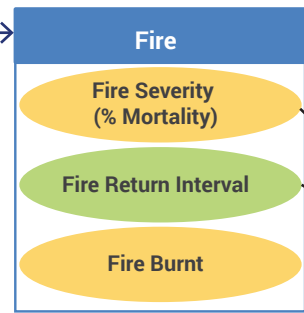 Fire
Fire Severity
(% Mortality)
Fire Return Interval
Fire Burnt